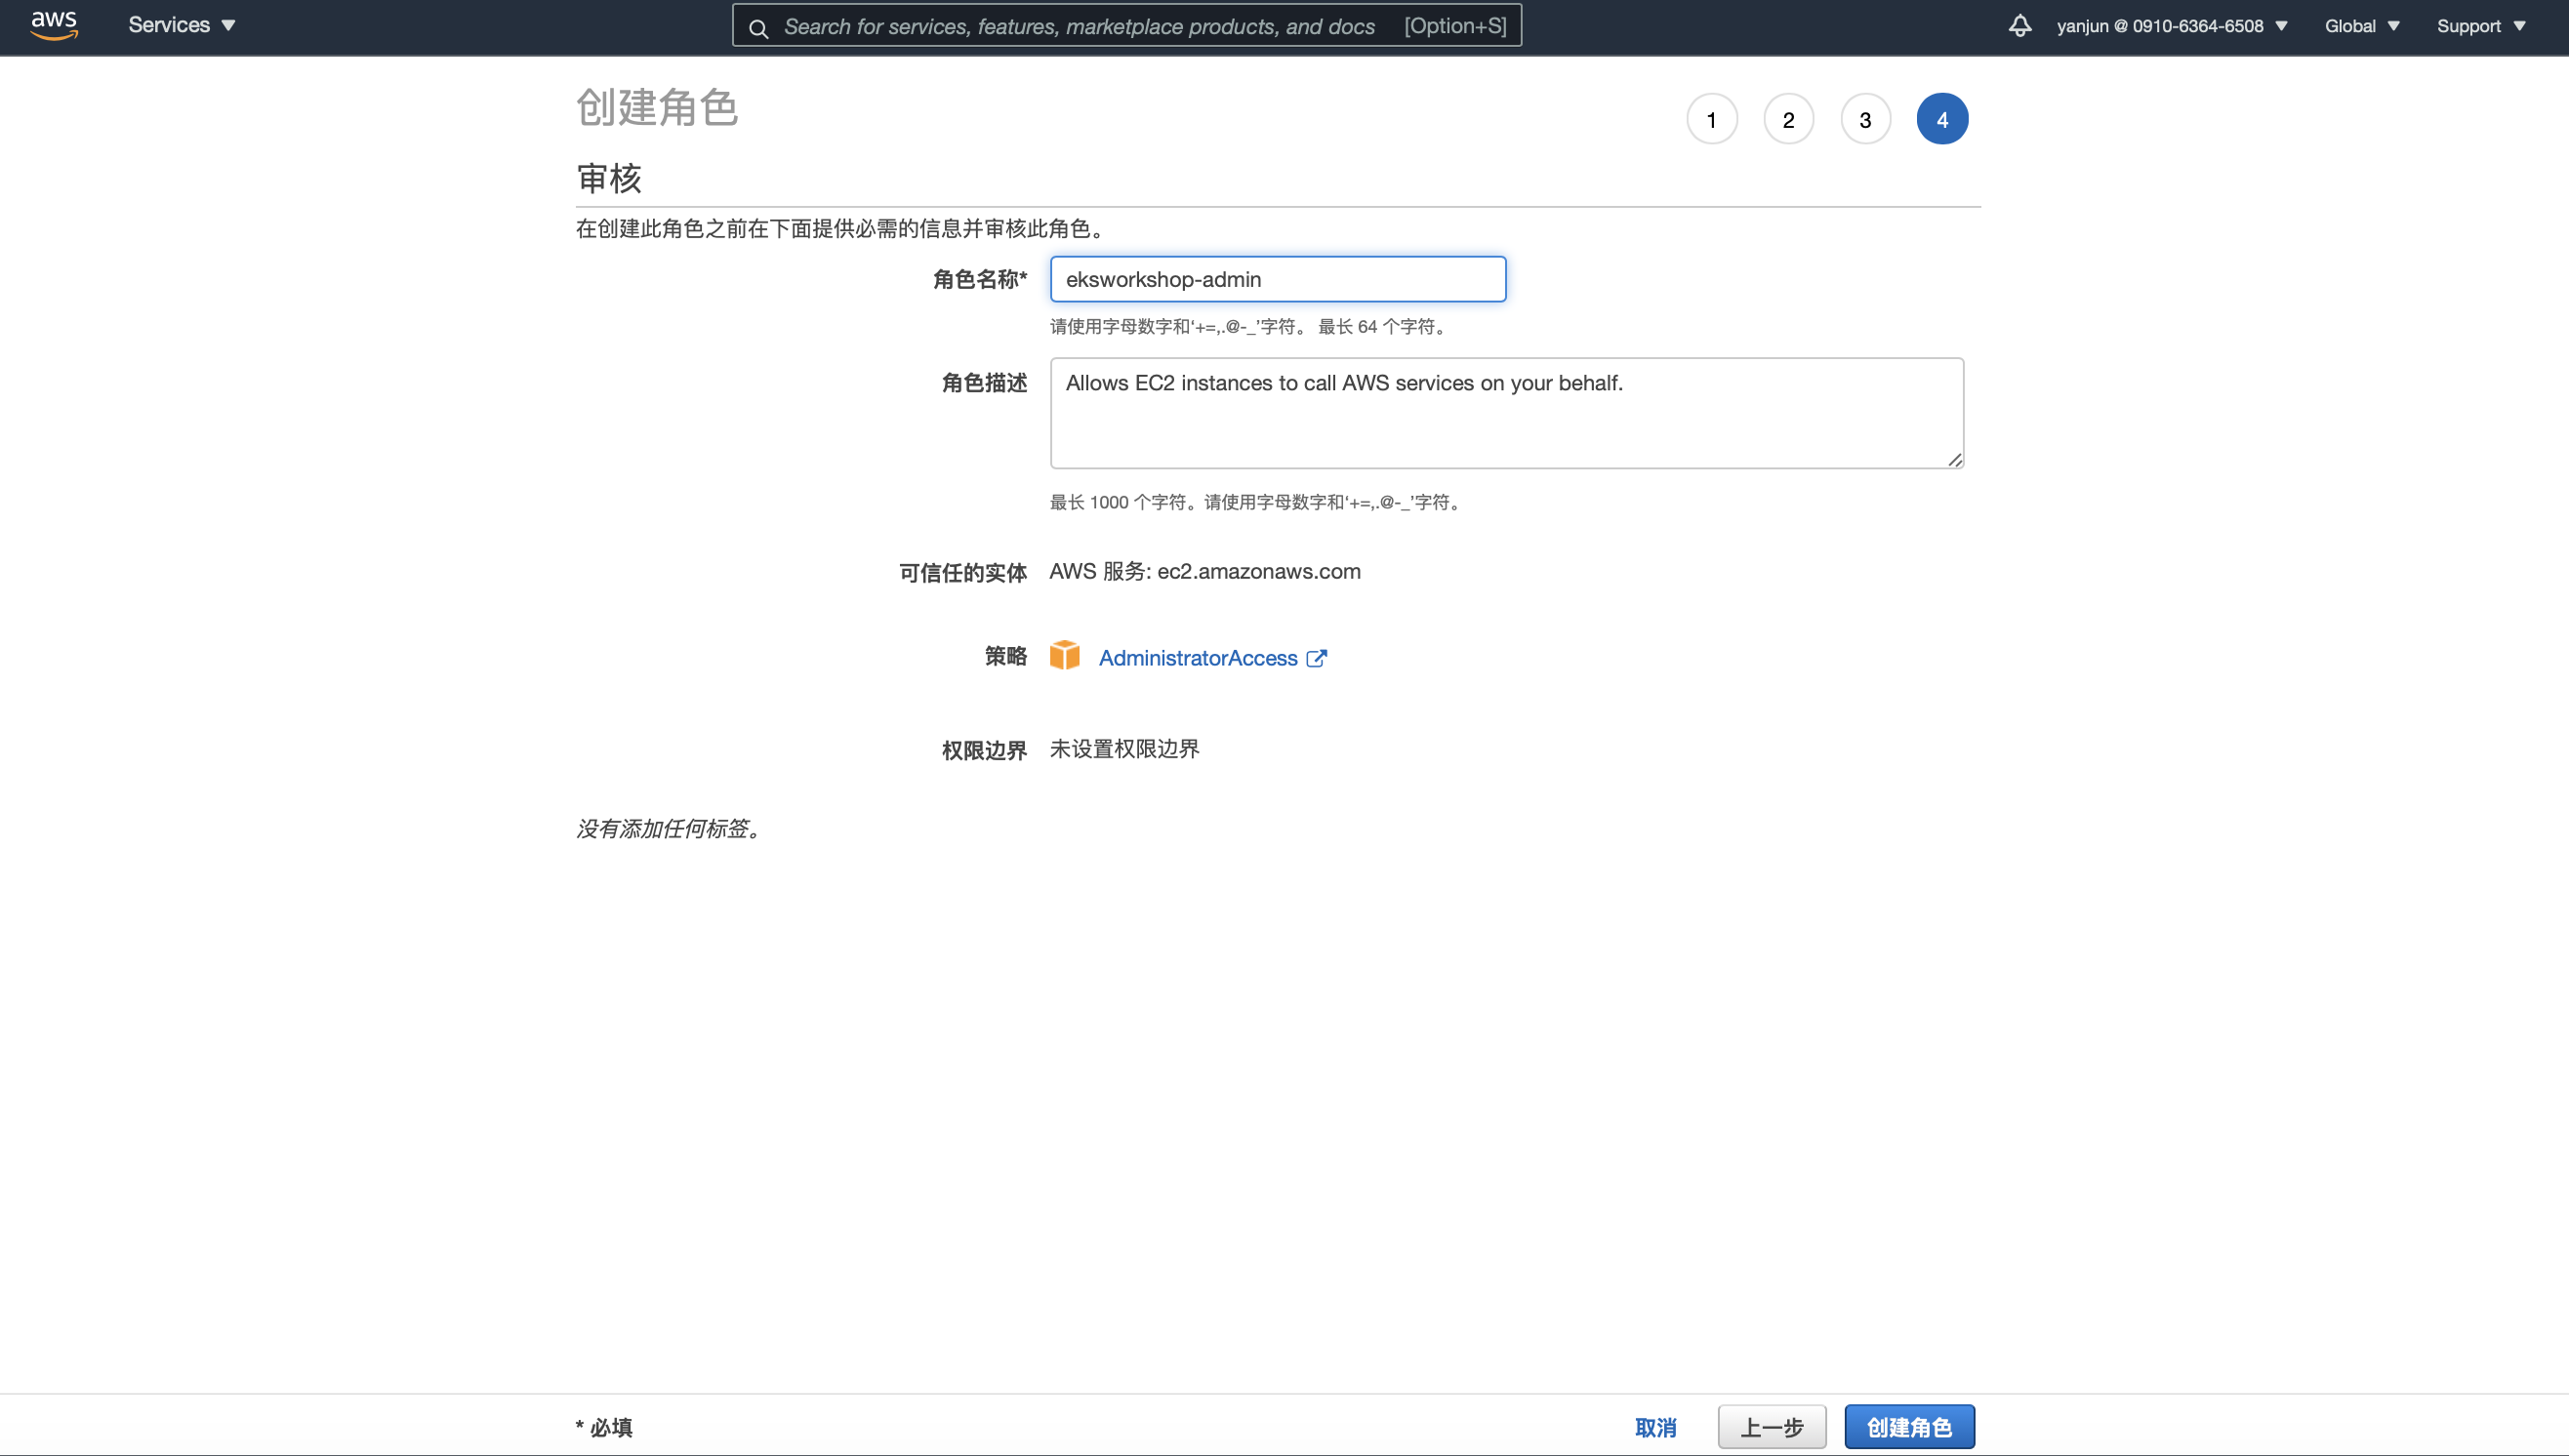 aws Services Search for services, features, marketplace products, and docs [Option+S] yanjun @ 0910-6364-6508 Global Support
创建角色 1 2 3 4
审核
在创建此角色之前在下面提供必需的信息并审核此角色。
角色名称* eksworkshop-admin
请使用字母数字和‘+=,.@-_’字符。 最长 64 个字符。
角色描述 Allows EC2 instances to call AWS services on your behalf.
最长 1000 个字符。请使用字母数字和‘+=,.@-_’字符。
可信任的实体 AWS 服务: ec2.amazonaws.com
策略 AdministratorAccess
权限边界 未设置权限边界
没有添加任何标签。
* 必填 取消 上一步 创建角色